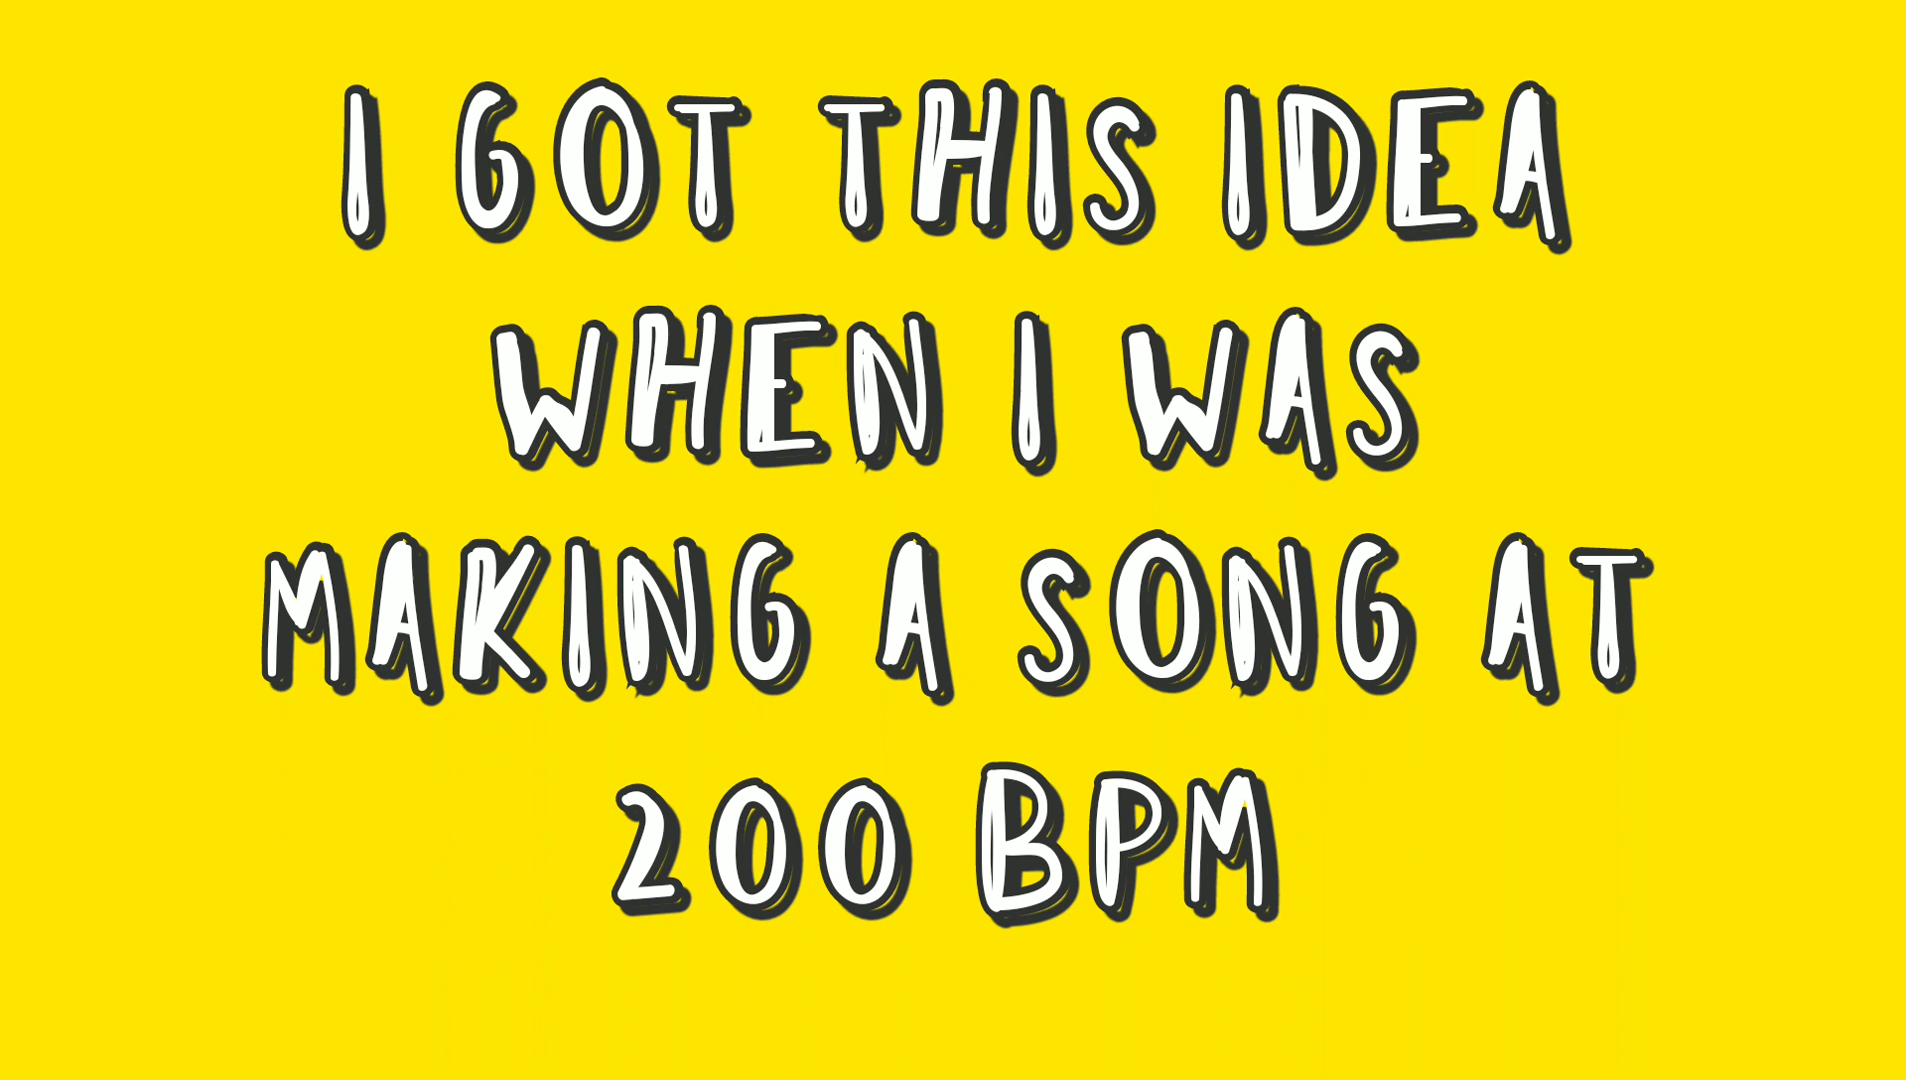 I GOT THIS IDEA
WHEN I WAS
MAKING A SONG AT
200 BPM